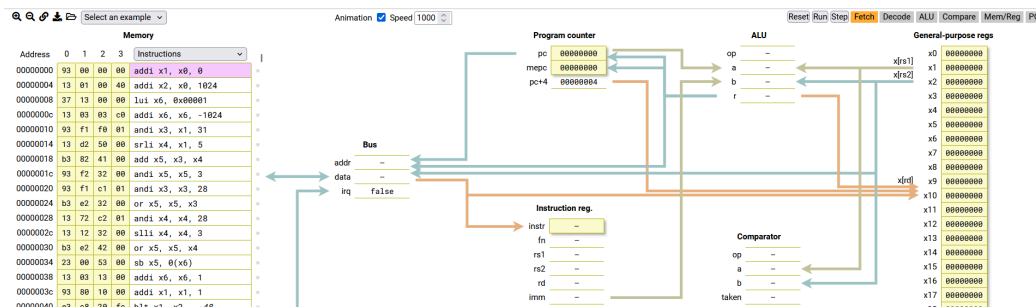 Select an example
Animation Speed 1000
Reset Run Step Fetch Decode ALU Compare Mem/Reg
Memory
Address 0 1 2 3 Instructions
00000000 93 00 00 00 addi x1, x0, 0
00000004 13 01 00 40 addi x2, x0, 1024
00000008 37 13 00 00 lui x6, 0x00001
0000000c 13 03 03 c0 addi x6, x6, -1024
00000010 93 f1 f0 01 andi x3, x1, 31
00000014 13 d2 50 00 srli x4, x1, 5
00000018 b3 82 41 00 add x5, x3, x4
0000001c 93 f2 32 00 andi x5, x5, 3
00000020 93 f1 c1 01 andi x3, x3, 28
00000024 b3 e2 32 00 or x5, x5, x3
00000028 13 72 c2 01 andi x4, x4, 28
0000002c 13 12 32 00 slli x4, x4, 3
00000030 b3 e2 42 00 or x5, x5, x4
00000034 23 00 53 00 sb x5, 0(x6)
00000038 13 03 13 00 addi x6, x6, 1
0000003c 93 80 10 00 addi x1, x1, 1
Program counter
pc 00000000
mepc 00000000
pc+4 00000004
Bus
addr –
data –
irq false
Instruction reg.
instr –
fn –
rs1 –
rs2 –
rd –
imm –
ALU
op –
a –
b –
r –
Comparator
op –
a –
b –
taken –
General-purpose regs
x[rs1]
x[rs2]
x[rd]
x0 00000000
x1 00000000
x2 00000000
x3 00000000
x4 00000000
x5 00000000
x6 00000000
x7 00000000
x8 00000000
x9 00000000
x10 00000000
x11 00000000
x12 00000000
x13 00000000
x14 00000000
x15 00000000
x16 00000000
x17 00000000